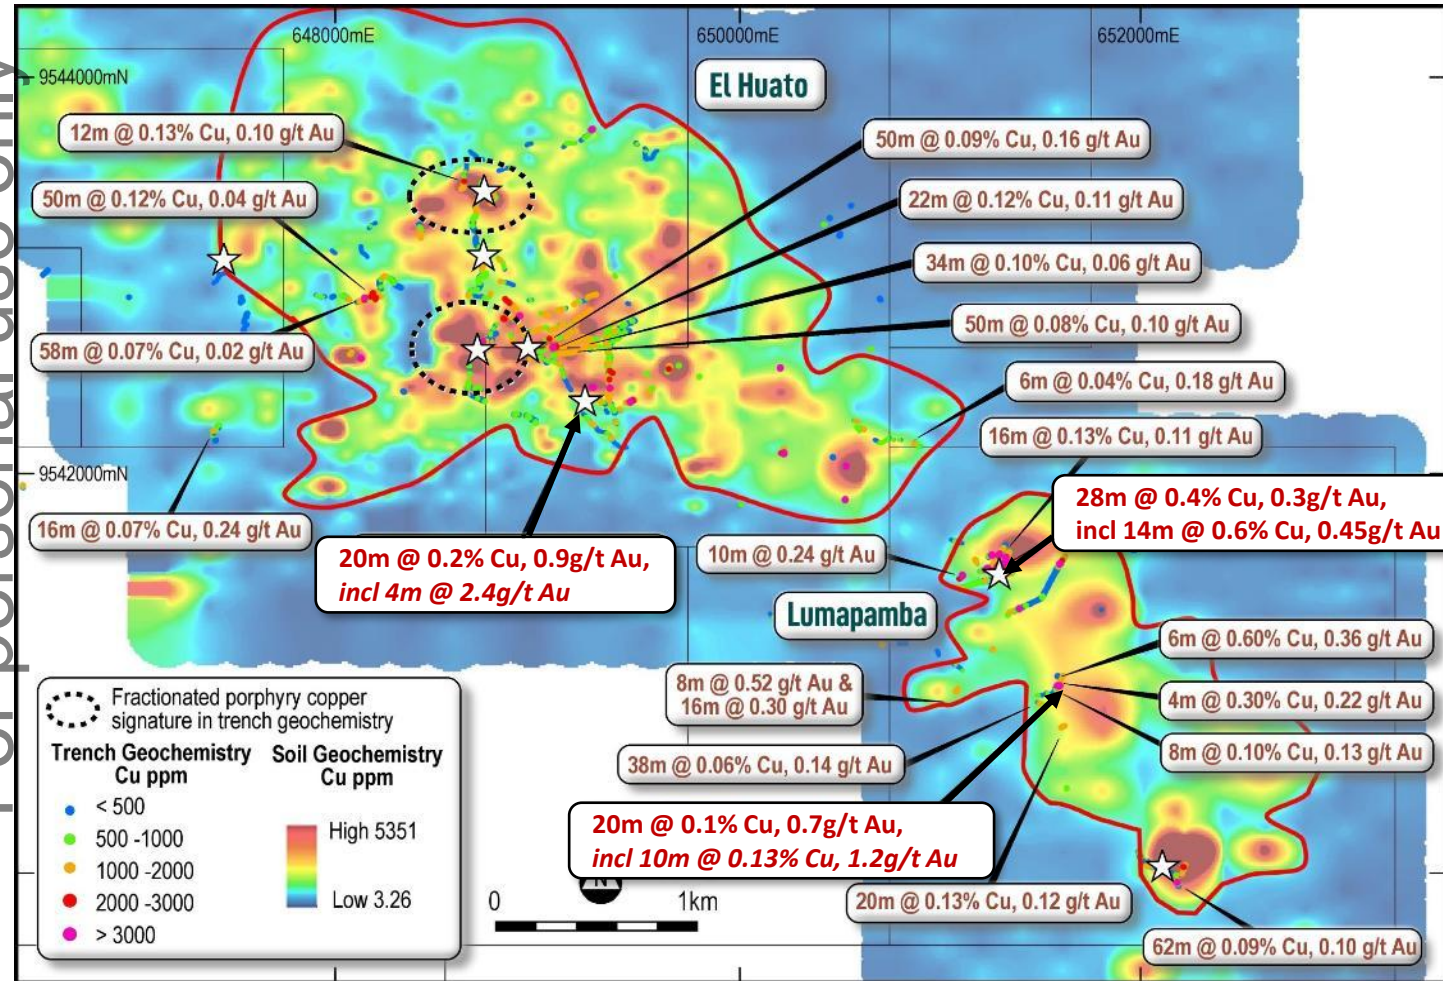 For personal use only
648000mE
650000mE
652000mE
9544000mN
El Huato
12m @ 0.13% Cu, 0.10 g/t Au
50m @ 0.09% Cu, 0.16 g/t Au
50m @ 0.12% Cu, 0.04 g/t Au
22m @ 0.12% Cu, 0.11 g/t Au
34m @ 0.10% Cu, 0.06 g/t Au
50m @ 0.08% Cu, 0.10 g/t Au
58m @ 0.07% Cu, 0.02 g/t Au
6m @ 0.04% Cu, 0.18 g/t Au
16m @ 0.13% Cu, 0.11 g/t Au
9542000mN
28m @ 0.4% Cu, 0.3g/t Au,
incl 14m @ 0.6% Cu, 0.45g/t Au
16m @ 0.07% Cu, 0.24 g/t Au
20m @ 0.2% Cu, 0.9g/t Au,
incl 4m @ 2.4g/t Au
10m @ 0.24 g/t Au
Lumapamba
6m @ 0.60% Cu, 0.36 g/t Au
8m @ 0.52 g/t Au &
16m @ 0.30 g/t Au
4m @ 0.30% Cu, 0.22 g/t Au
8m @ 0.10% Cu, 0.13 g/t Au
38m @ 0.06% Cu, 0.14 g/t Au
20m @ 0.1% Cu, 0.7g/t Au,
incl 10m @ 0.13% Cu, 1.2g/t Au
20m @ 0.13% Cu, 0.12 g/t Au
62m @ 0.09% Cu, 0.10 g/t Au
Fractionated porphyry copper
signature in trench geochemistry
Trench Geochemistry
Cu ppm
< 500
500 -1000
1000 -2000
2000 -3000
> 3000
Soil Geochemistry
Cu ppm
High 5351
Low 3.26
N
0 1km